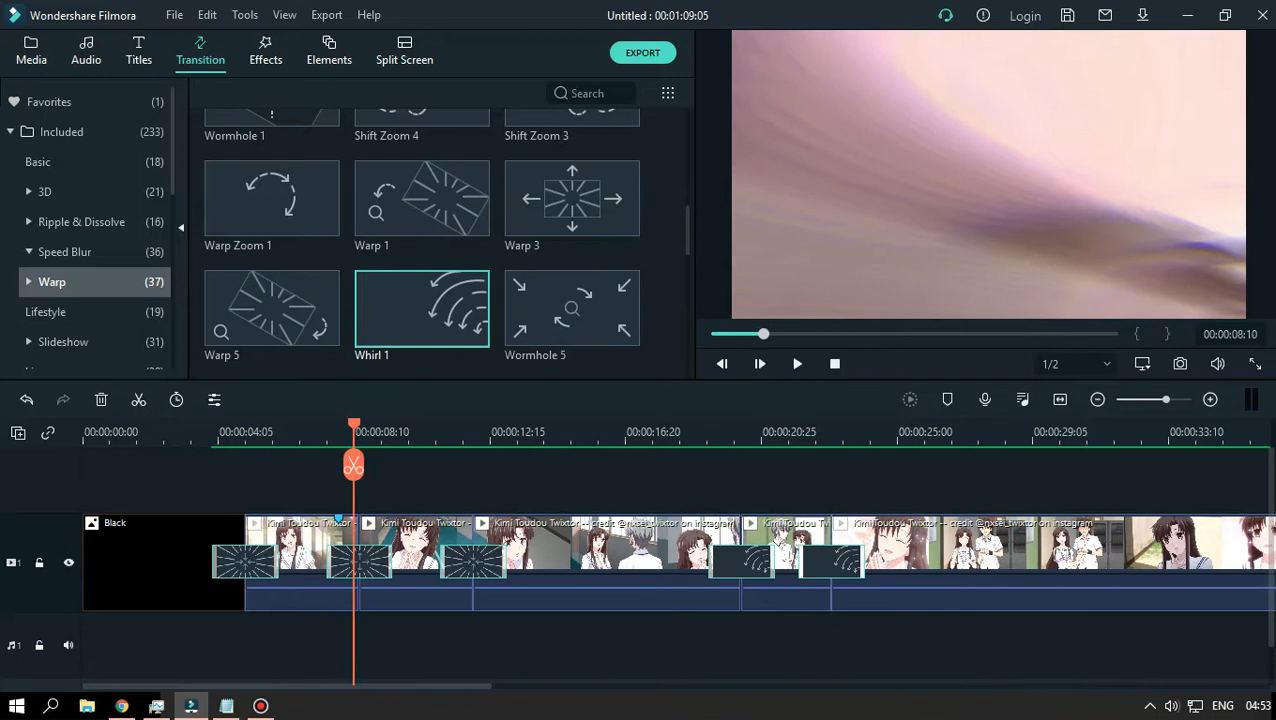 Wondershare Filmora
File Edit Tools View Export Help
Untitled : 00:01:09:05
Login
Media Audio Titles Transition Effects Elements Split Screen
EXPORT
Favorites (1)
Search
Included (233)
Basic (18)
3D (21)
Ripple & Dissolve (16)
Speed Blur (36)
Warp (37)
Lifestyle (19)
Slideshow (31)
Wormhole 1 Shift Zoom 4 Shift Zoom 3
Warp Zoom 1 Warp 1 Warp 3
Warp 5 Whirl 1 Wormhole 5
00:00:08:10
1/2
00:00:00:00 00:00:04:05 00:00:08:10 00:00:12:15 00:00:16:20 00:00:20:25 00:00:25:00 00:00:29:05 00:00:33:10
Black Kimi Toudou Twixtor - Kimi Toudou Twixtor - Kimi Toudou Twixtor -- credit @nxsei_twixtor on instagram Kimi Toudou Tw Kimi Toudou Twixtor -- credit @nxsei_twixtor on instagram
1
1
ENG 04:53